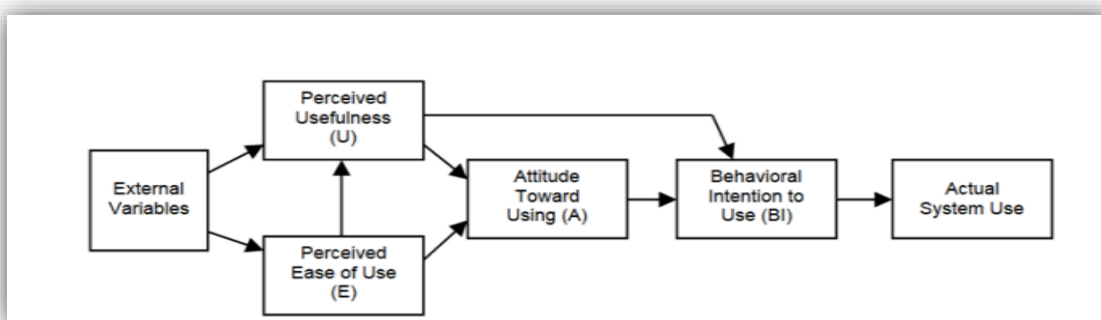 External
Variables
Perceived
Usefulness
(U)
Perceived
Ease of Use
(E)
Attitude
Toward
Using (A)
Behavioral
Intention to
Use (BI)
Actual
System Use